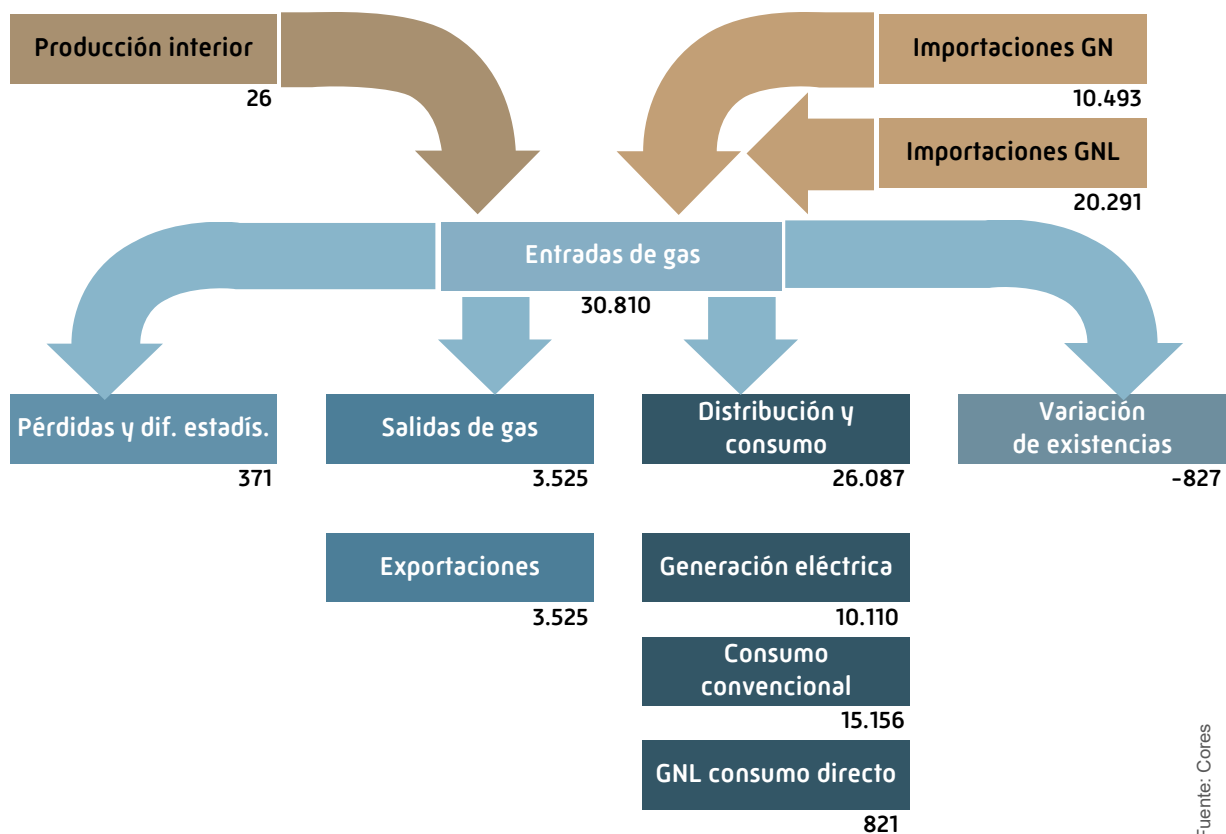 Producción interior
26
Importaciones GN
10.493
Importaciones GNL
20.291
Entradas de gas
30.810
Pérdidas y dif. estadís.
371
Salidas de gas
3.525
Distribución y
consumo
26.087
Variación
de existencias
-827
Exportaciones
3.525
Generación eléctrica
10.110
Consumo
convencional
15.156
GNL consumo directo
821
Fuente: Cores